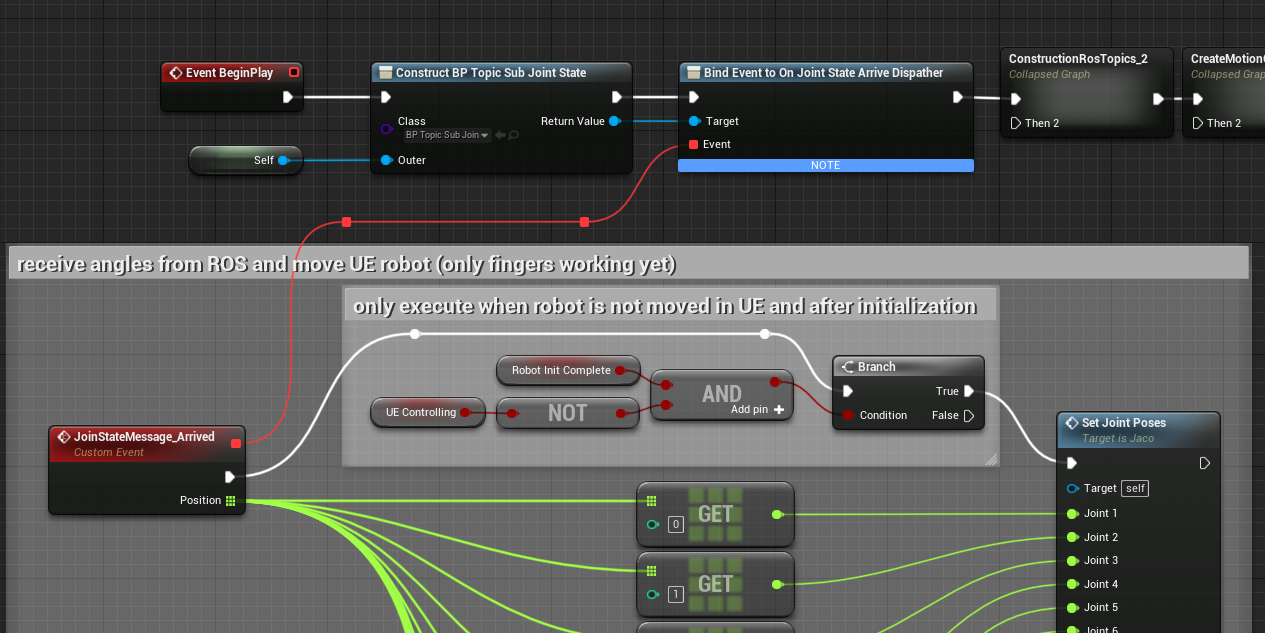 Event BeginPlay
Construct BP Topic Sub Joint State
Class
BP Topic Sub Join
Return Value
Outer
Self
Bind Event to On Joint State Arrive Dispather
Target
Event
NOTE
ConstructionRosTopics_2
Collapsed Graph
Then 2
CreateMotion
Collapsed Grap
Then 2
receive angles from ROS and move UE robot (only fingers working yet)
only execute when robot is not moved in UE and after initialization
Robot Init Complete
UE Controlling
NOT
AND
Add pin
Branch
True
Condition
False
JoinStateMessage_Arrived
Custom Event
Position
GET
0
GET
1
Set Joint Poses
Target is Jaco
Target self
Joint 1
Joint 2
Joint 3
Joint 4
Joint 5
Joint 6